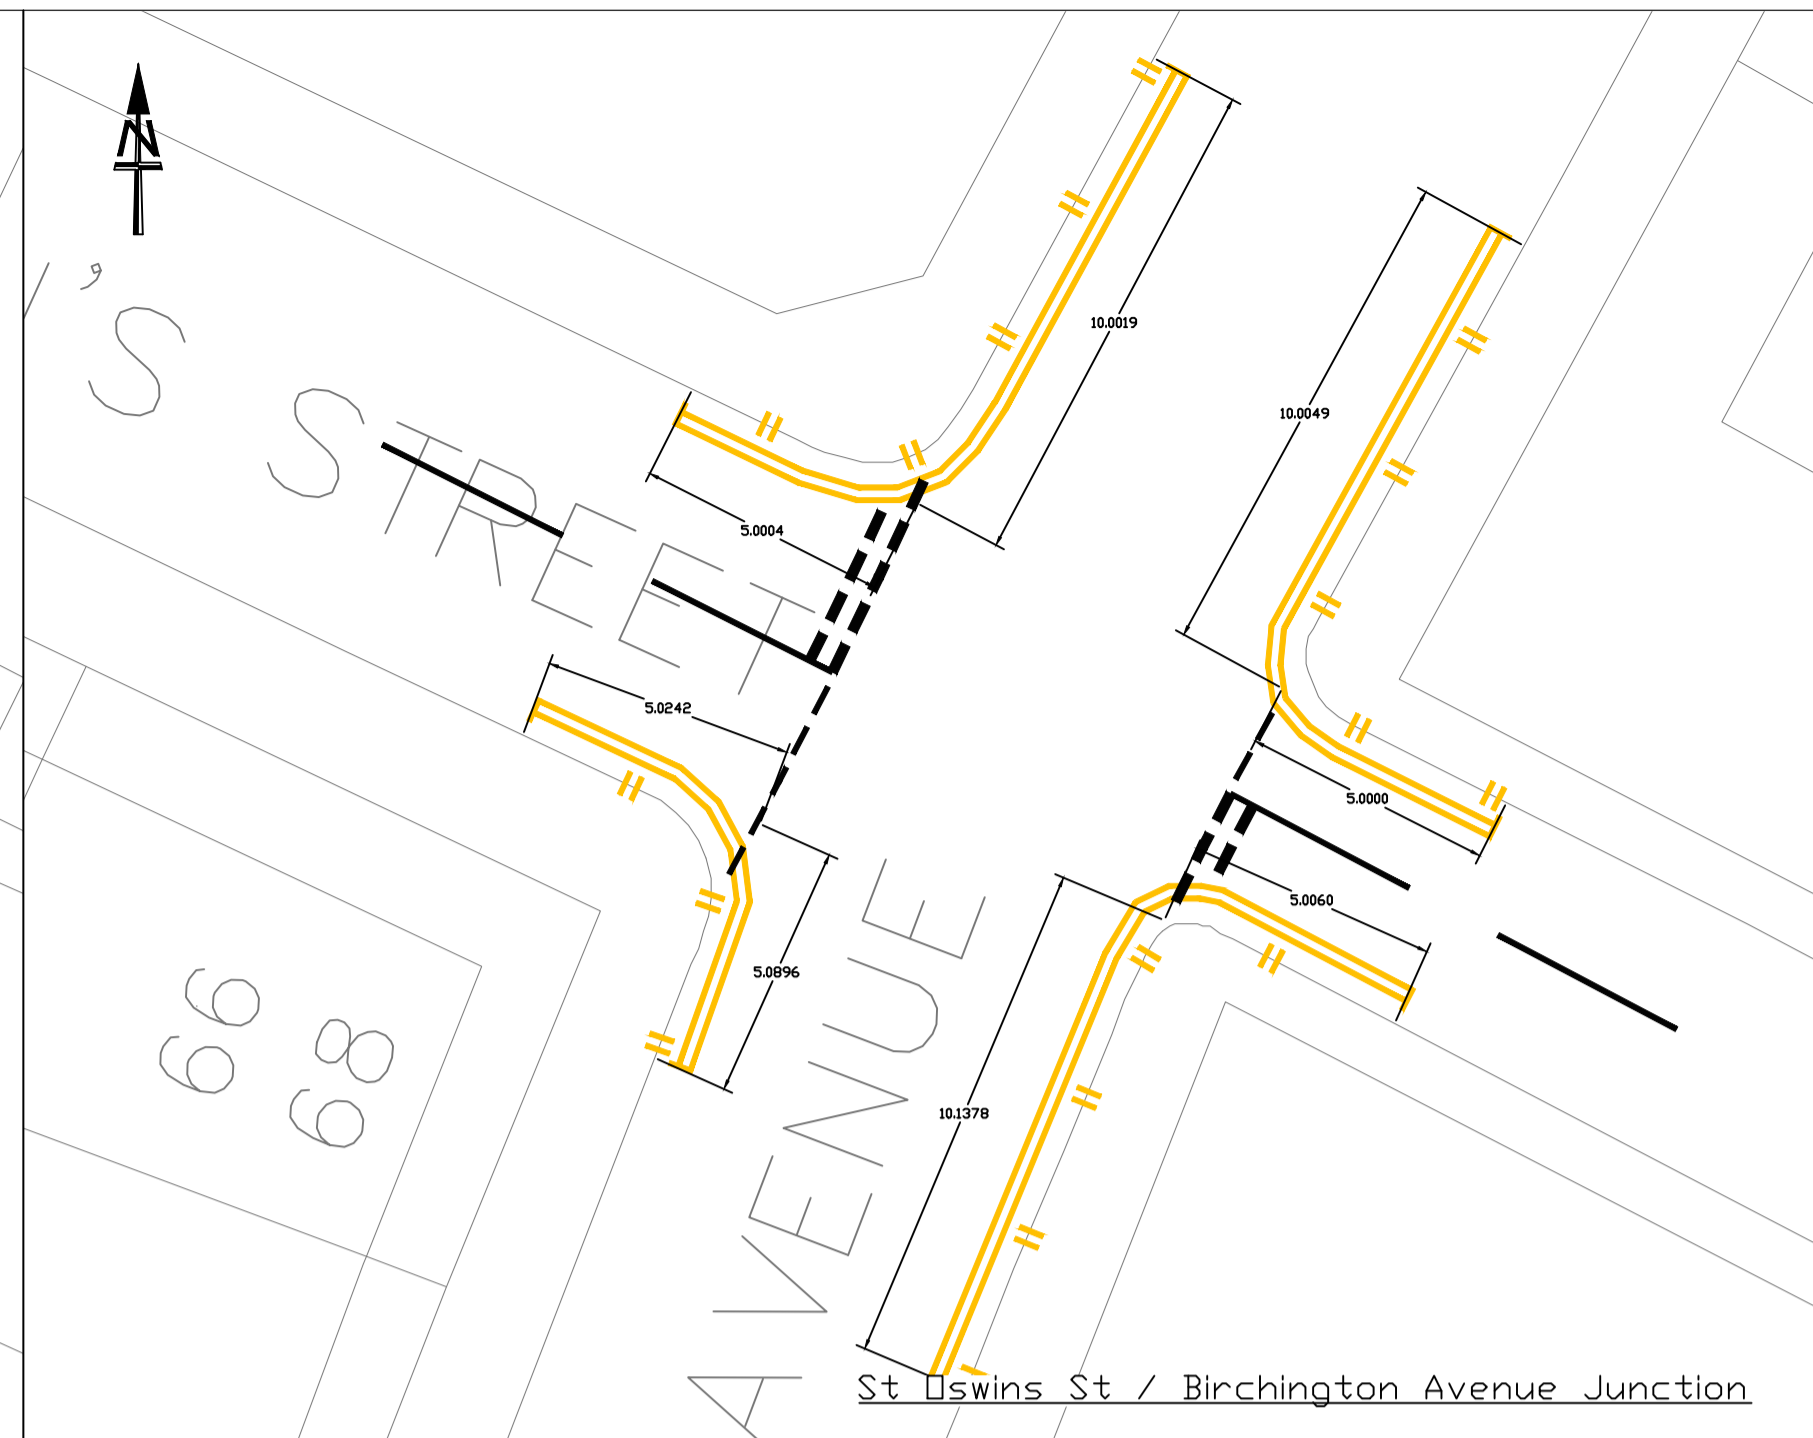 N
'S STREET
10.0019
10.0049
5.0004
5.0242
5.0000
5.0060
5.0896
10.1378
66
68
AVENUE
St Oswins St / Birchington Avenue Junction